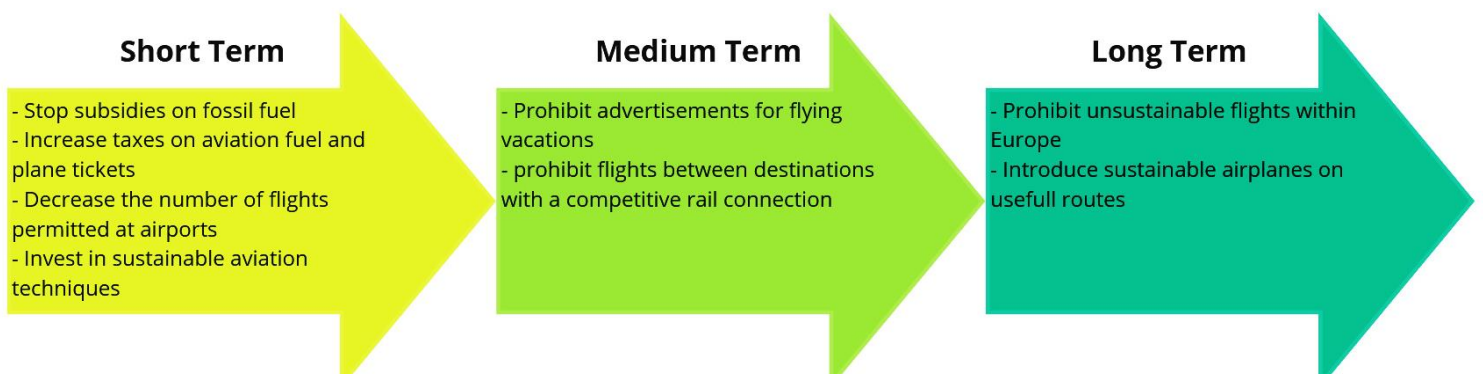 Short Term
- Stop subsidies on fossil fuel
- Increase taxes on aviation fuel and
plane tickets
- Decrease the number of flights
permitted at airports
- Invest in sustainable aviation
techniques
Medium Term
- Prohibit advertisements for flying
vacations
- prohibit flights between destinations
with a competitive rail connection
Long Term
- Prohibit unsustainable flights within
Europe
- Introduce sustainable airplanes on
usefull routes